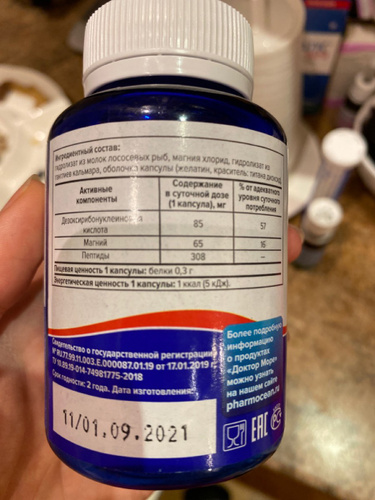 Ингредиентный состав:
гидролизат из молок лососевых рыб, магния хлорид, гидролизат из
кальмара, оболочка капсулы (желатин, краситель: титана диоксид)
Активные компоненты
Содержание в суточной дозе (1 капсула), мг
% от адекватного уровня суточного потребления
Дезоксирибонуклеиновая кислота 85 57
Магний 65 16
Пептиды 308 –
Пищевая ценность 1 капсулы: белки 0,3 г
Энергетическая ценность 1 капсулы: 1 ккал (5 кДж).
Свидетельство о государственной регистрации
№ RU.77.99.11.003.Е.000087.01.19 от 17.01.2019 г.
ТУ 10.89.19-014-74981775-2018
Срок годности: 2 года. Дата изготовления:
11/01.09.2021
Более подробную
информацию
о продуктах
«Доктор Море»
можно узнать
на нашем сайте
pharmocean.ru
EAC